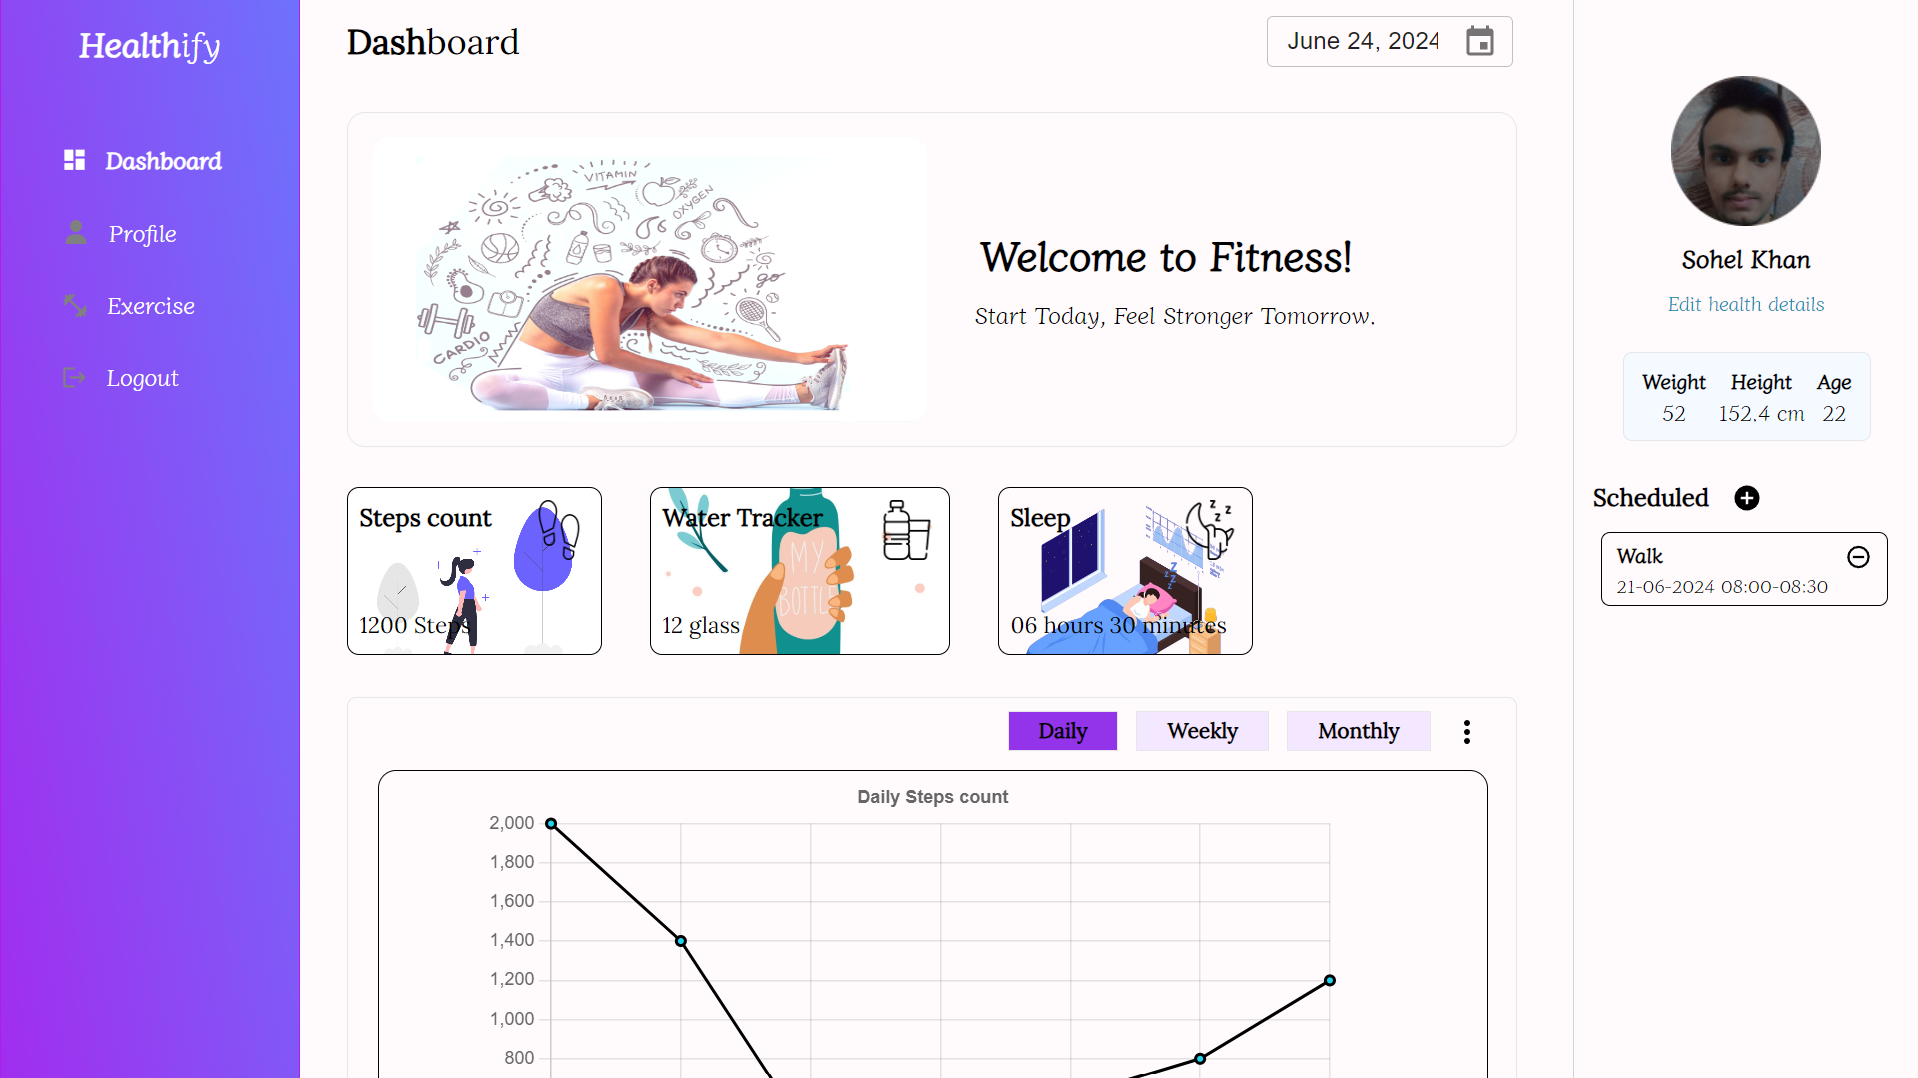 Healthify
Dashboard
Profile
Exercise
Logout
Dashboard
June 24, 2024
VITAMIN
OXYGEN
go
CARDIO
Welcome to Fitness!
Start Today, Feel Stronger Tomorrow.
Steps count
1200 Steps
Water Tracker
MY
BOTTLE
12 glass
Sleep
z z z
z z z
06 hours 30 minutes
Daily Weekly Monthly
Daily Steps count
2,000
1,800
1,600
1,400
1,200
1,000
800
Sohel Khan
Edit health details
Weight Height Age
52 152.4 cm 22
Scheduled
Walk
21-06-2024 08:00-08:30